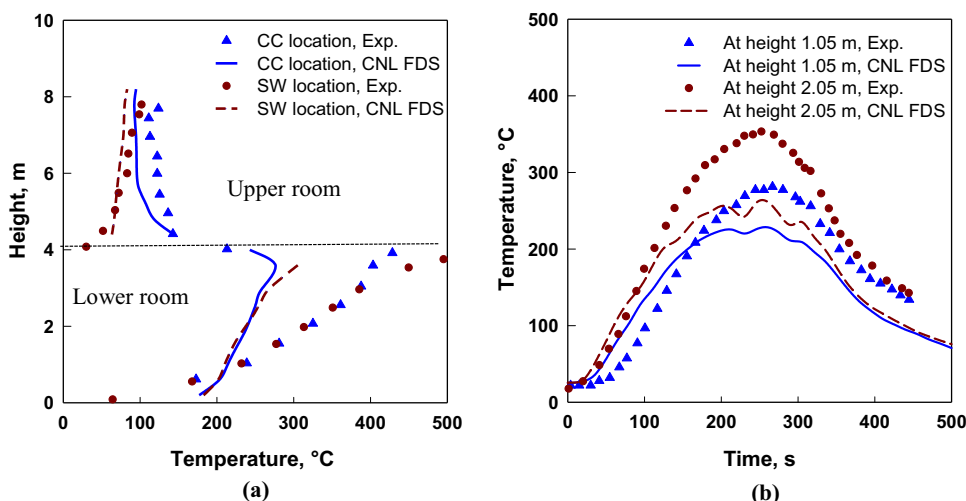 10
8
6
4
2
0
Height, m
CC location, Exp.
CC location, CNL FDS
SW location, Exp.
SW location, CNL FDS
Upper room
Lower room
0 100 200 300 400 500
Temperature, °C
(a)
500
400
300
200
100
0
Temperature, °C
At height 1.05 m, Exp.
At height 1.05 m, CNL FDS
At height 2.05 m, Exp.
At height 2.05 m, CNL FDS
0 100 200 300 400 500
Time, s
(b)